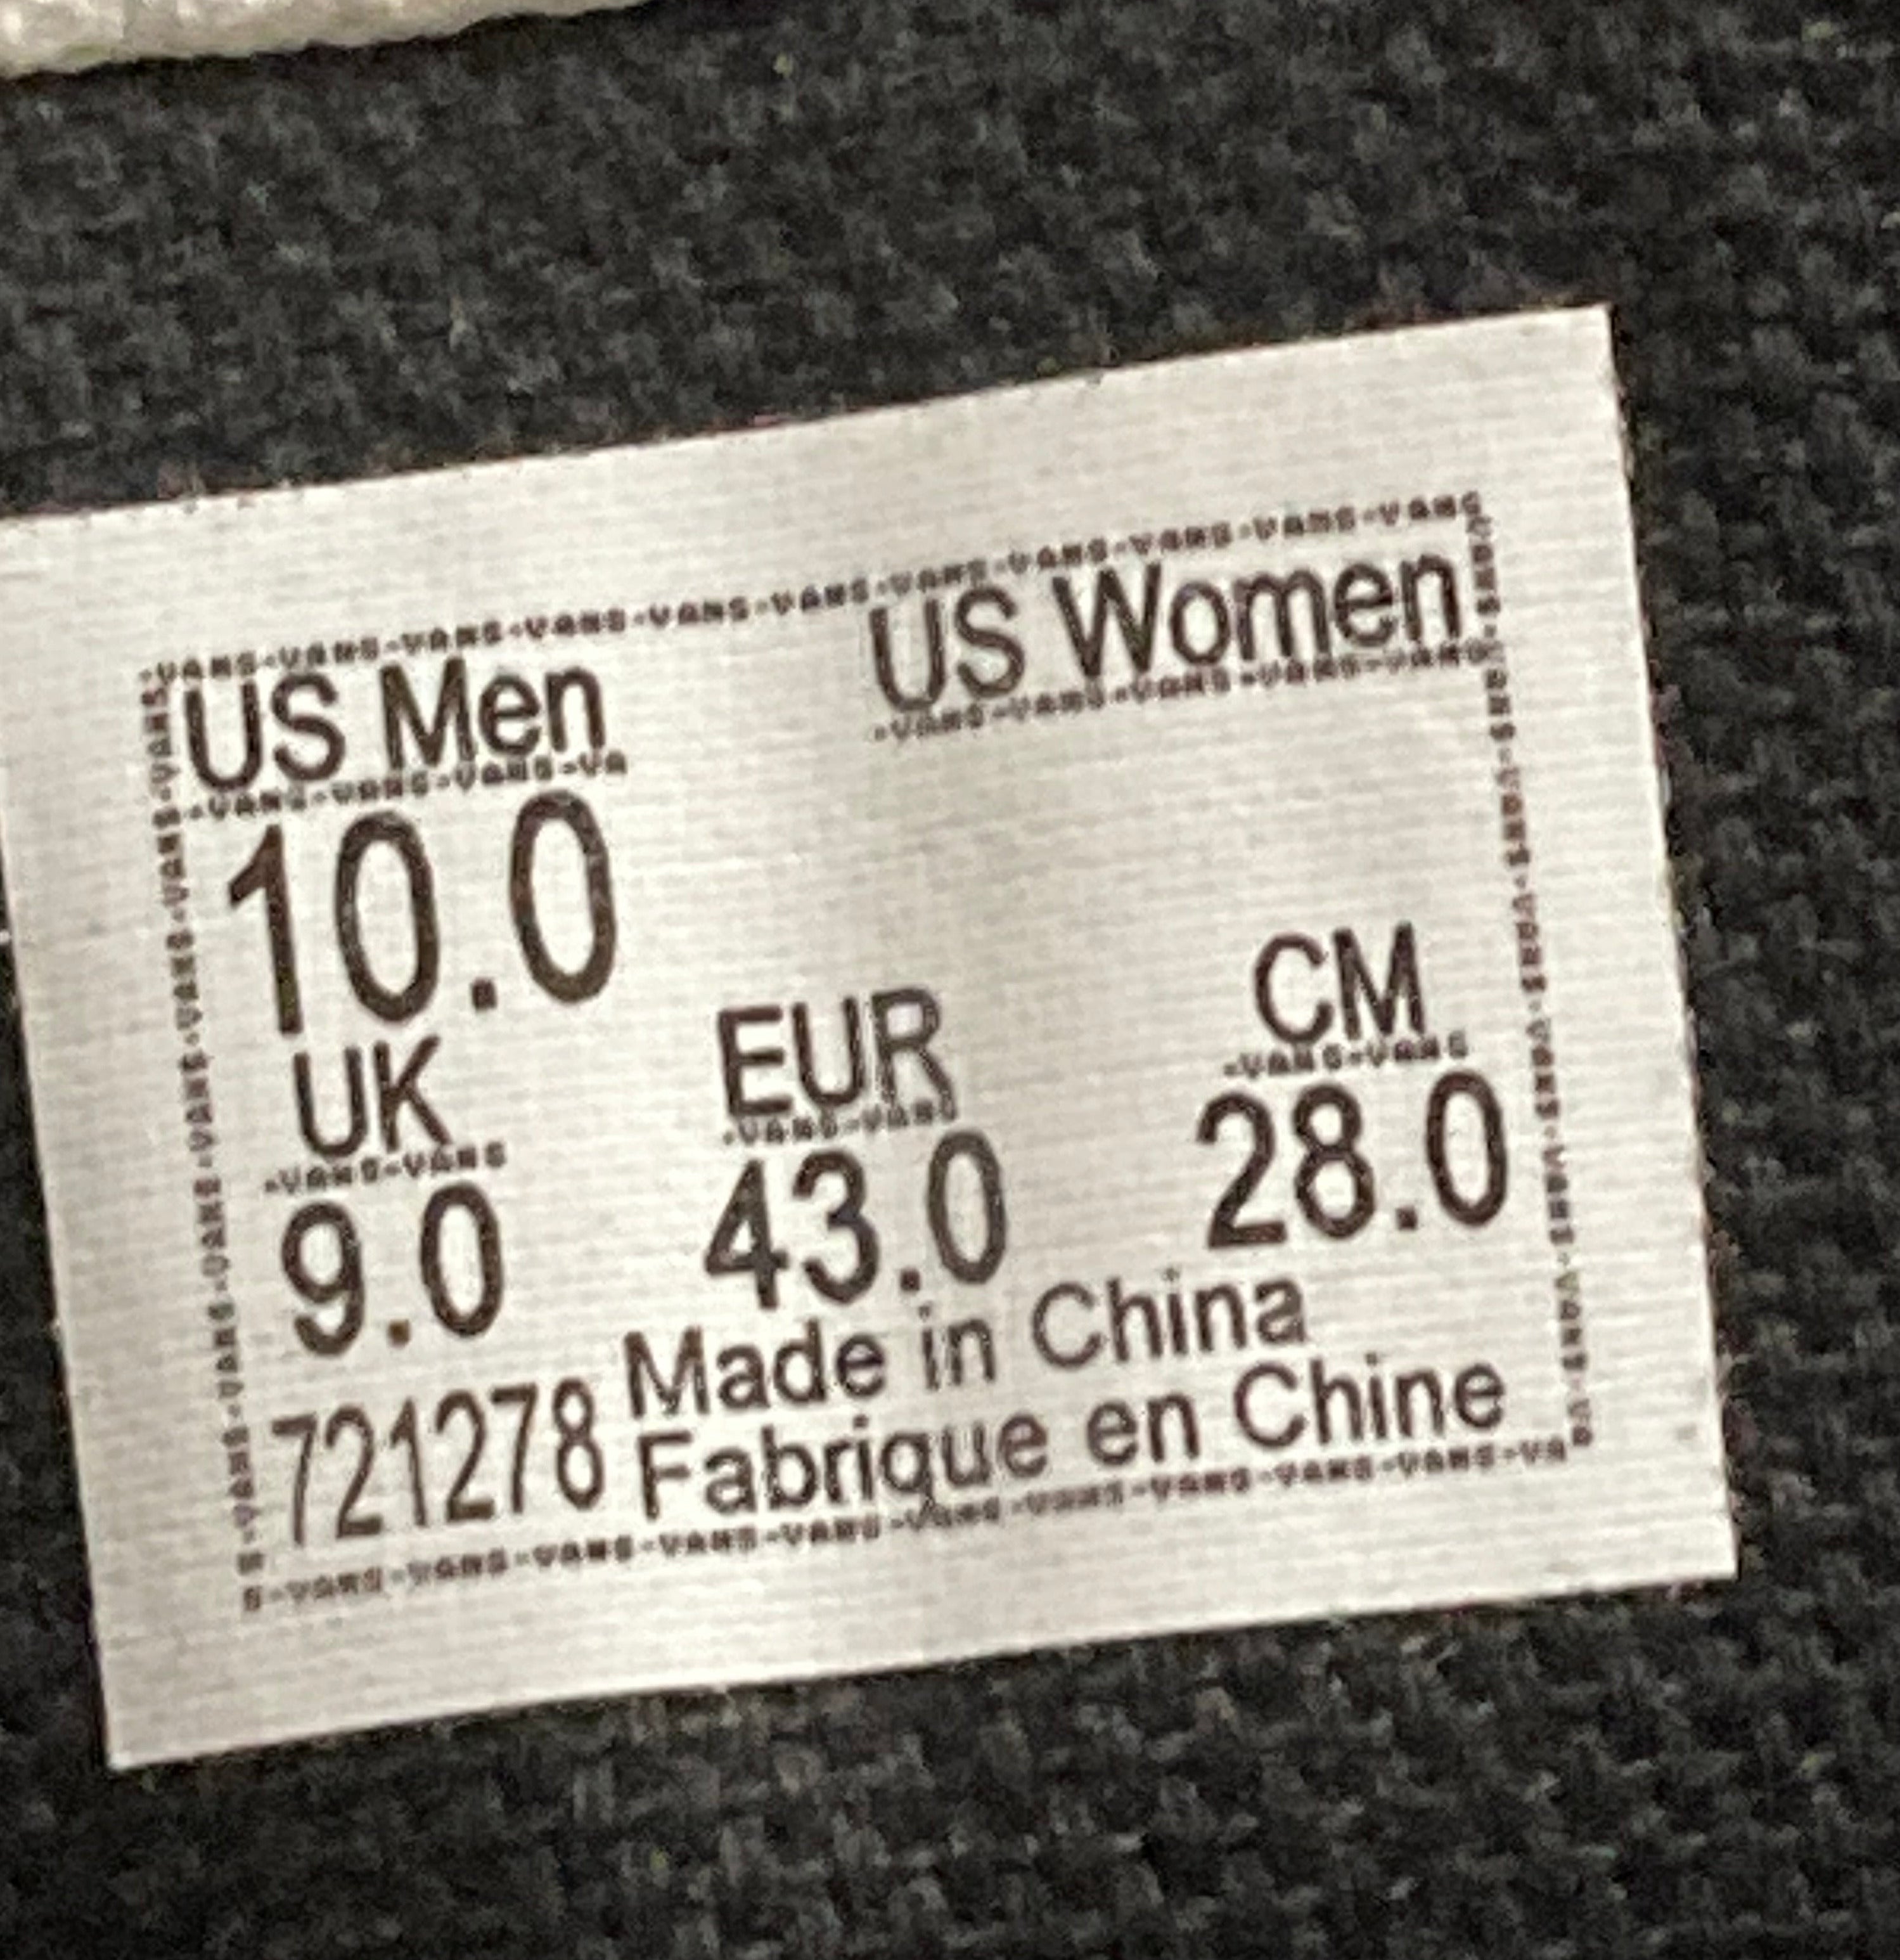 US Men US Women
10.0
UK EUR CM
9.0 43.0 28.0
721278 Made in China
Fabrique en Chine